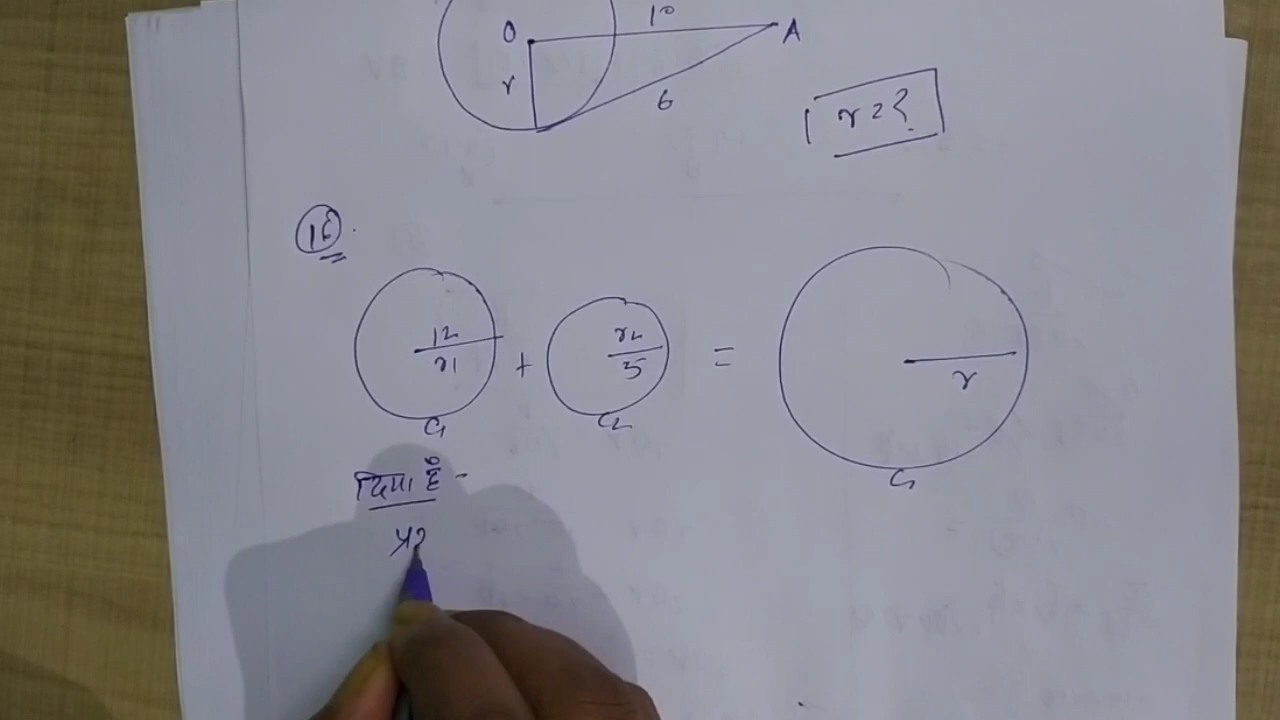 O 10 A
r 6
r = ?
16.
12 r2 =
r1 + 5 r
C1 C2 C
दिया है -
प्र